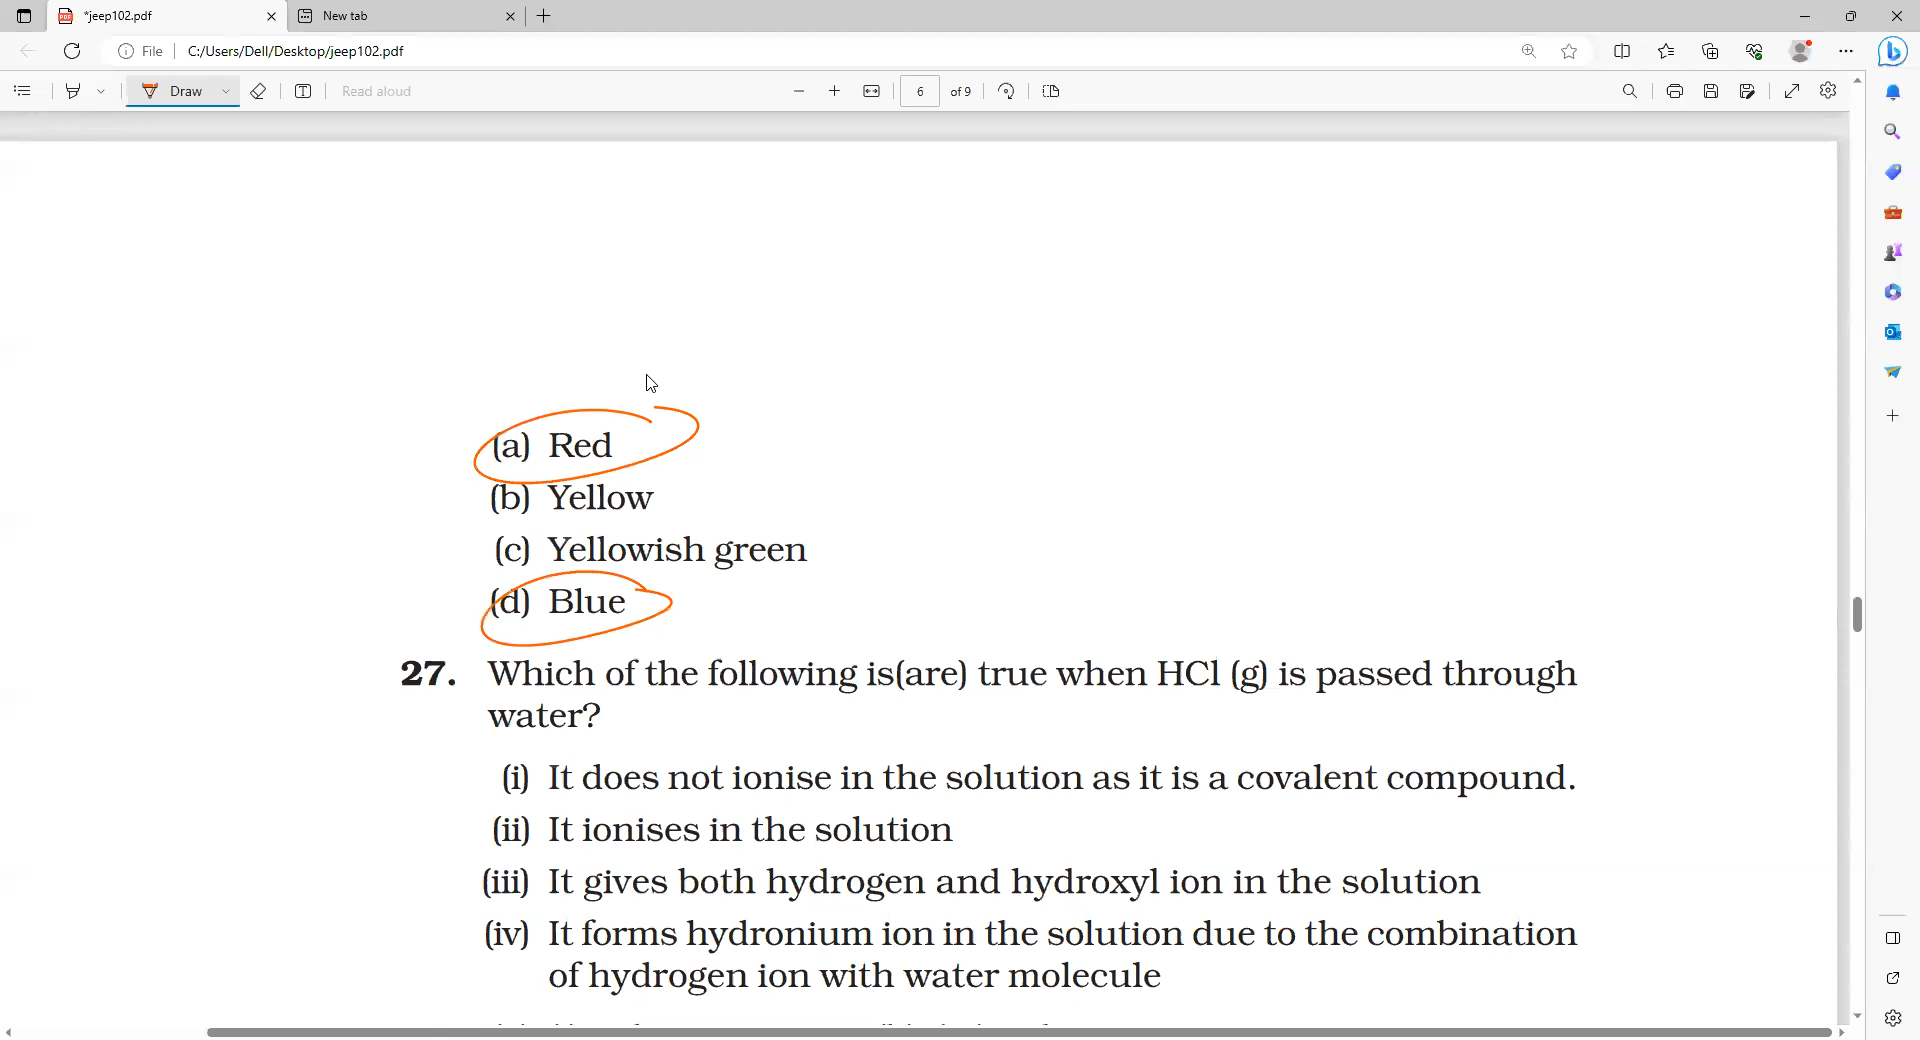 *jeep102.pdf
New tab
File
C:/Users/Dell/Desktop/jeep102.pdf
Draw
Read aloud
6 of 9
(a) Red
(b) Yellow
(c) Yellowish green
(d) Blue
27. Which of the following is(are) true when HCl (g) is passed through
water?
(i) It does not ionise in the solution as it is a covalent compound.
(ii) It ionises in the solution
(iii) It gives both hydrogen and hydroxyl ion in the solution
(iv) It forms hydronium ion in the solution due to the combination
of hydrogen ion with water molecule